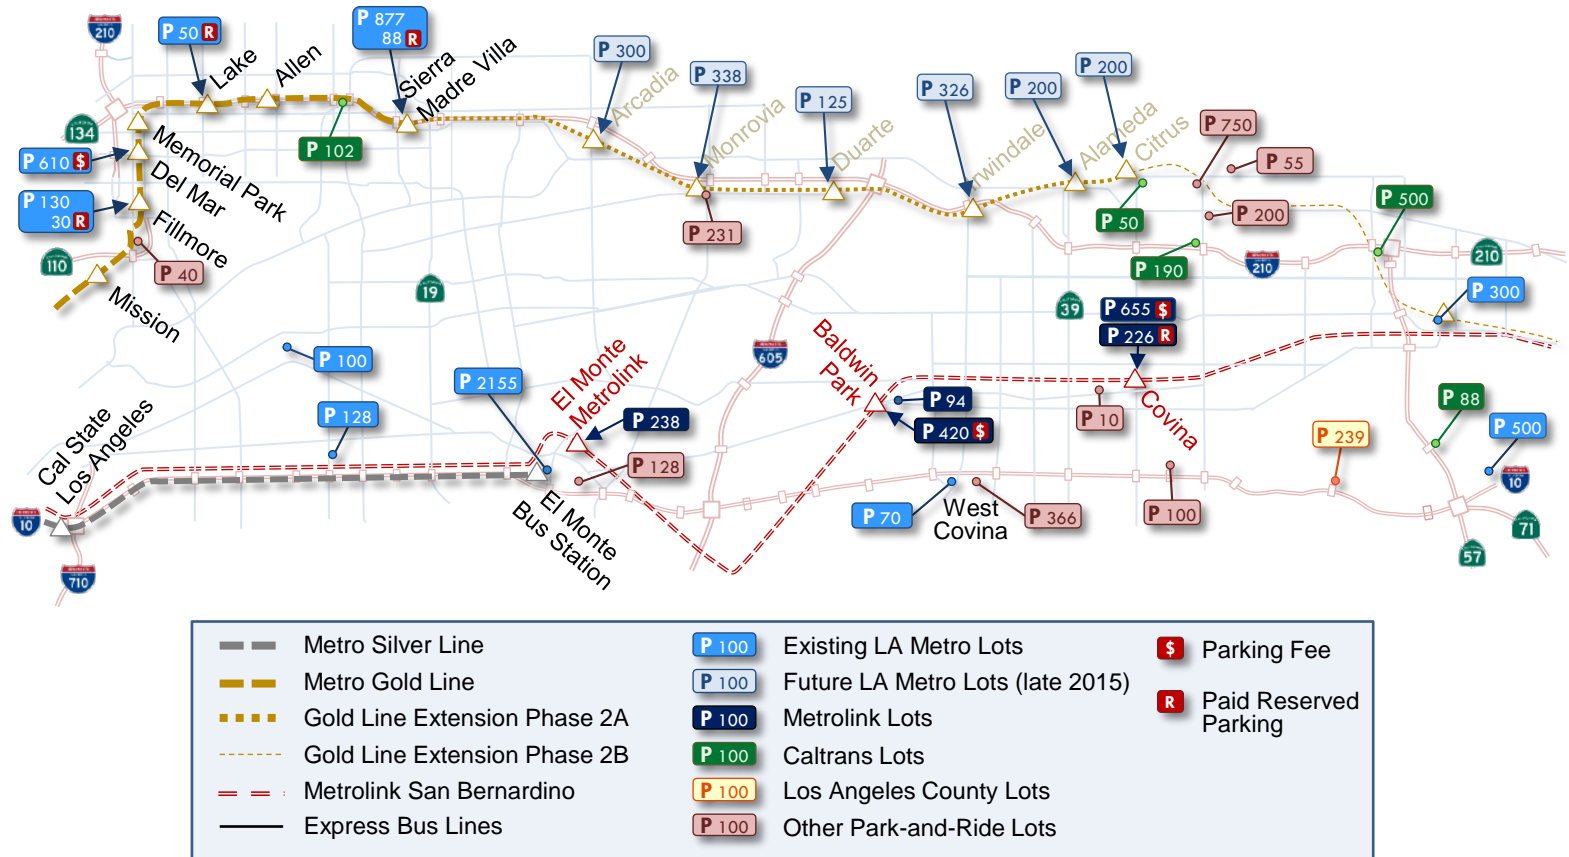 210
P 50 R
P 877
88 R
Lake
Allen
Sierra
Madre Villa
P 300
Arcadia
P 338
Monrovia
P 125
Duarte
P 326
Irwindale
P 200
Alameda
P 200
Citrus
P 750
P 55
134
P 102
P 610 $
Memorial Park
Del Mar
P 130
30 R
Fillmore
P 231
P 50
P 200
P 500
110
P 40
P 190
210
210
Mission
19
39
P 655 $
P 226 R
P 300
P 100
605
Baldwin
Park
El Monte
Metrolink
P 2155
P 94
P 420 $
P 10
Covina
P 88
P 128
P 238
P 500
Cal State
Los Angeles
P 239
P 128
10
10
El Monte
Bus Station
P 70
West
Covina
P 366
P 100
71
57
710
Metro Silver Line
Metro Gold Line
Gold Line Extension Phase 2A
Gold Line Extension Phase 2B
Metrolink San Bernardino
Express Bus Lines
P 100 Existing LA Metro Lots
P 100 Future LA Metro Lots (late 2015)
P 100 Metrolink Lots
P 100 Caltrans Lots
P 100 Los Angeles County Lots
P 100 Other Park-and-Ride Lots
$ Parking Fee
R Paid Reserved
Parking